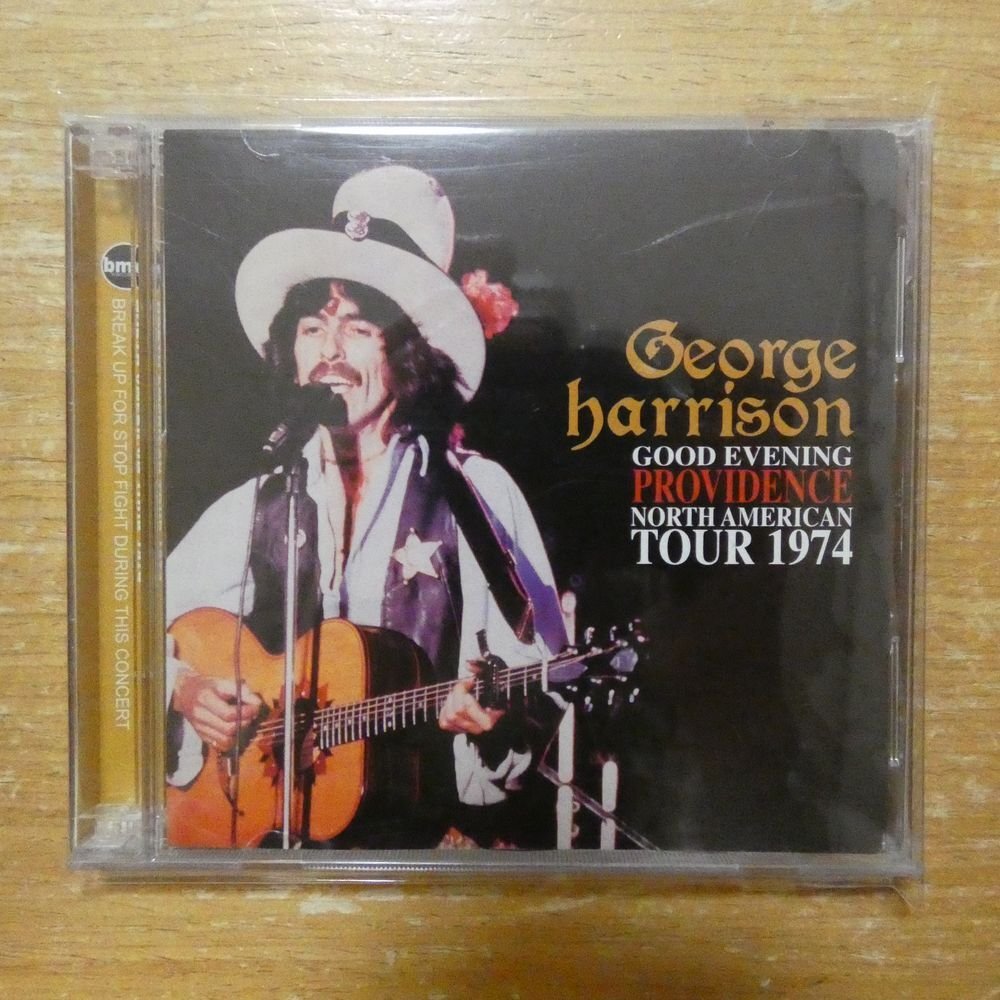 George
harrison
GOOD EVENING
PROVIDENCE
NORTH AMERICAN
TOUR 1974
bm
BREAK UP FOR STOP FIGHT DURING THIS CONCERT